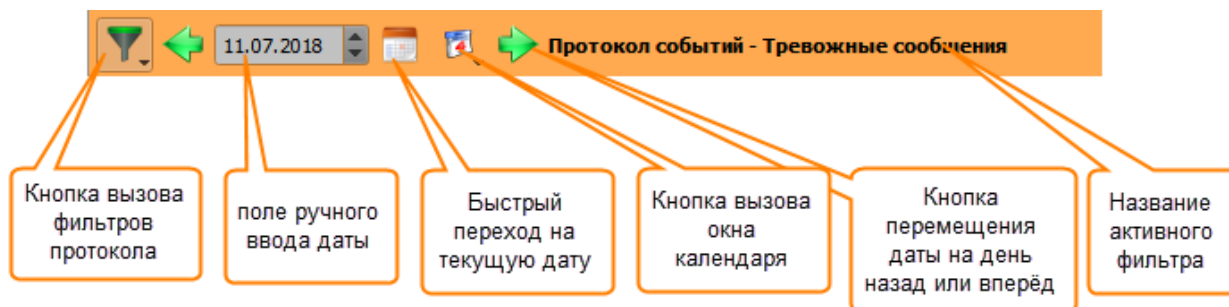 11.07.2018
Протокол событий - Тревожные сообщения
Кнопка вызова
фильтров
протокола
поле ручного
ввода даты
Быстрый
переход на
текущую дату
Кнопка вызова
окна
календаря
Кнопка
перемещения
даты на день
назад или вперёд
Название
активного
фильтра